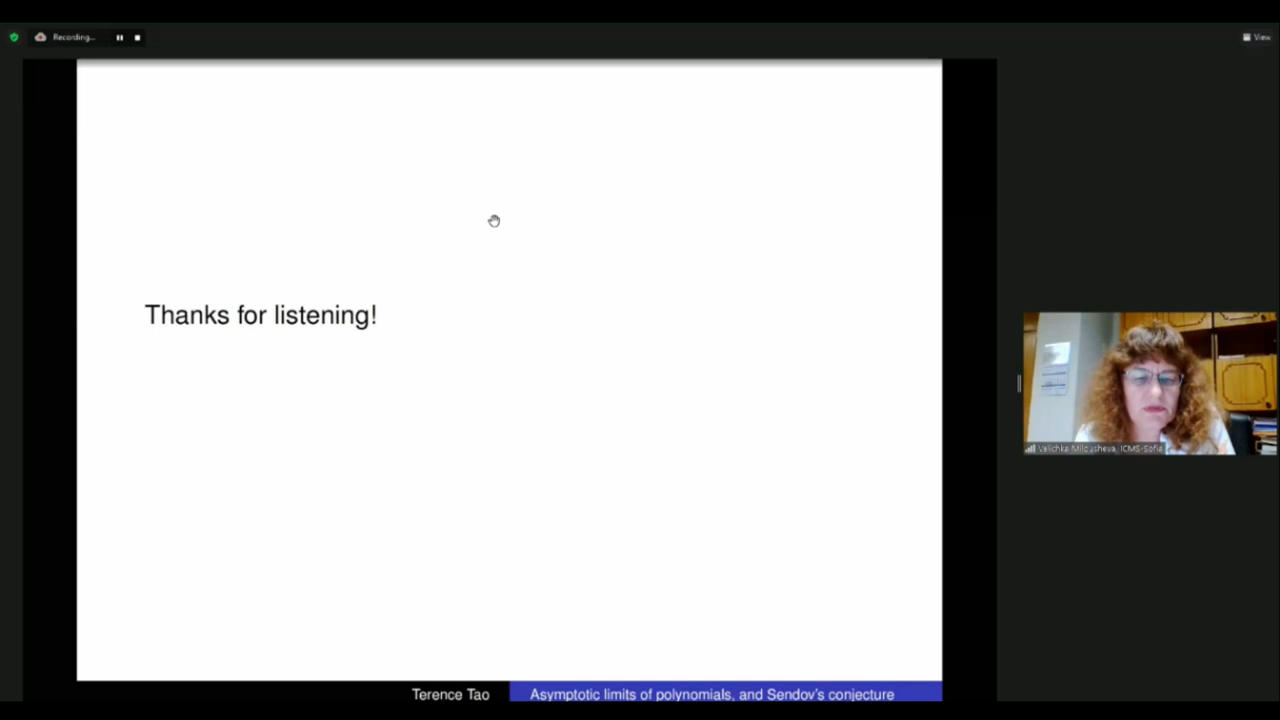 Recording...
View
Thanks for listening!
Velichka Milousheva, ICMS-Sofia
Terence Tao
Asymptotic limits of polynomials, and Sendov's conjecture